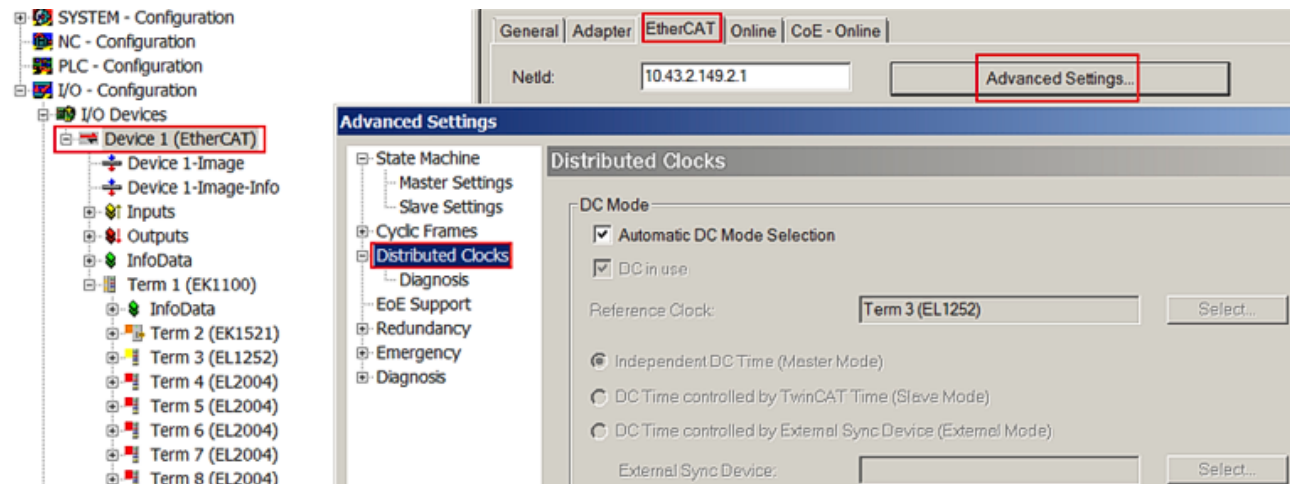 SYSTEM - Configuration
NC - Configuration
PLC - Configuration
I/O - Configuration
I/O Devices
Device 1 (EtherCAT)
Device 1-Image
Device 1-Image-Info
Inputs
Outputs
InfoData
Term 1 (EK1100)
InfoData
Term 2 (EK1521)
Term 3 (EL1252)
Term 4 (EL2004)
Term 5 (EL2004)
Term 6 (EL2004)
Term 7 (EL2004)
Term 8 (EL2004)
General Adapter EtherCAT Online CoE - Online
NetId: 10.43.2.149.2.1 Advanced Settings...
Advanced Settings
State Machine
Master Settings
Slave Settings
Cyclic Frames
Distributed Clocks
Diagnosis
EoE Support
Redundancy
Emergency
Diagnosis
Distributed Clocks
DC Mode
Automatic DC Mode Selection
DC in use
Reference Clock: Term 3 (EL1252) Select...
Independent DC Time (Master Mode)
DC Time controlled by TwinCAT Time (Slave Mode)
DC Time controlled by External Sync Device (External Mode)
External Sync Device: Select...